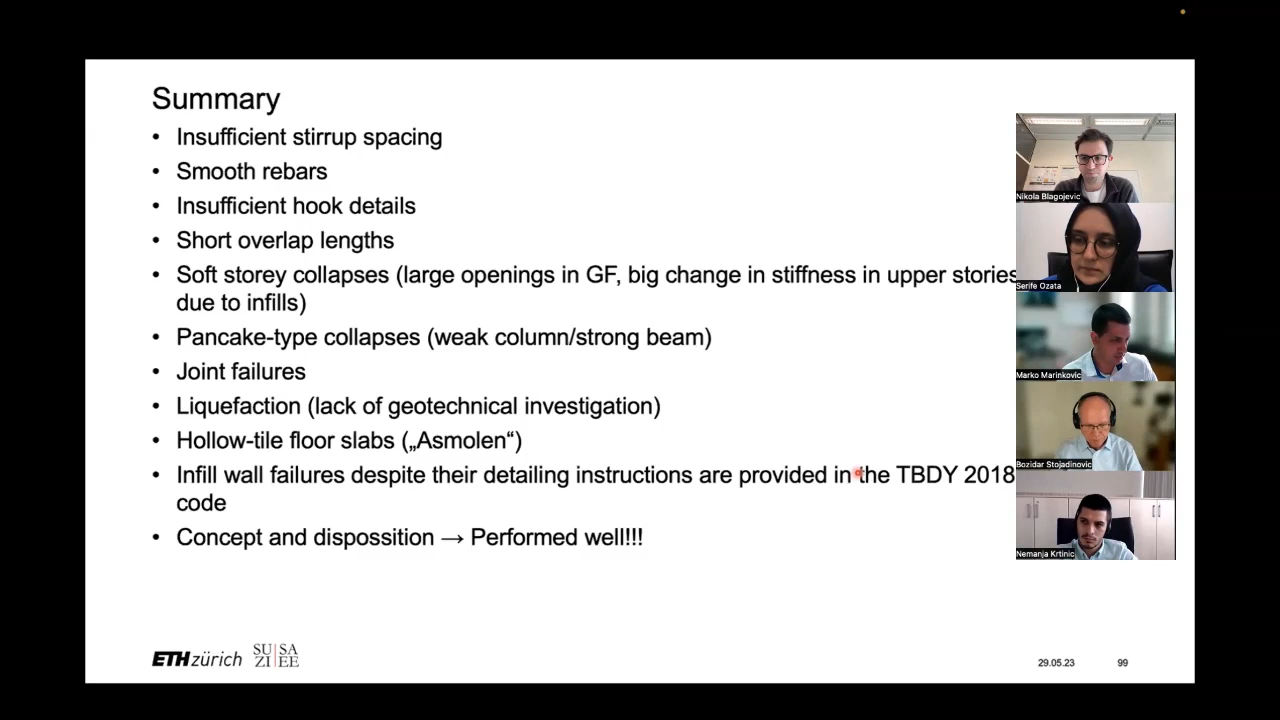 Summary
• Insufficient stirrup spacing
• Smooth rebars
• Insufficient hook details
• Short overlap lengths
• Soft storey collapses (large openings in GF, big change in stiffness in upper stories
due to infills)
• Pancake-type collapses (weak column/strong beam)
• Joint failures
• Liquefaction (lack of geotechnical investigation)
• Hollow-tile floor slabs („Asmolen“)
• Infill wall failures despite their detailing instructions are provided in the TBDY 2018
code
• Concept and dispossition → Performed well!!!
Nikola Blagojevic
Serife Ozata
Marko Marinkovic
Bozidar Stojadinovic
Nemanja Krtinic
ETH zürich
SU|SA
ZI|EE
29.05.23
99